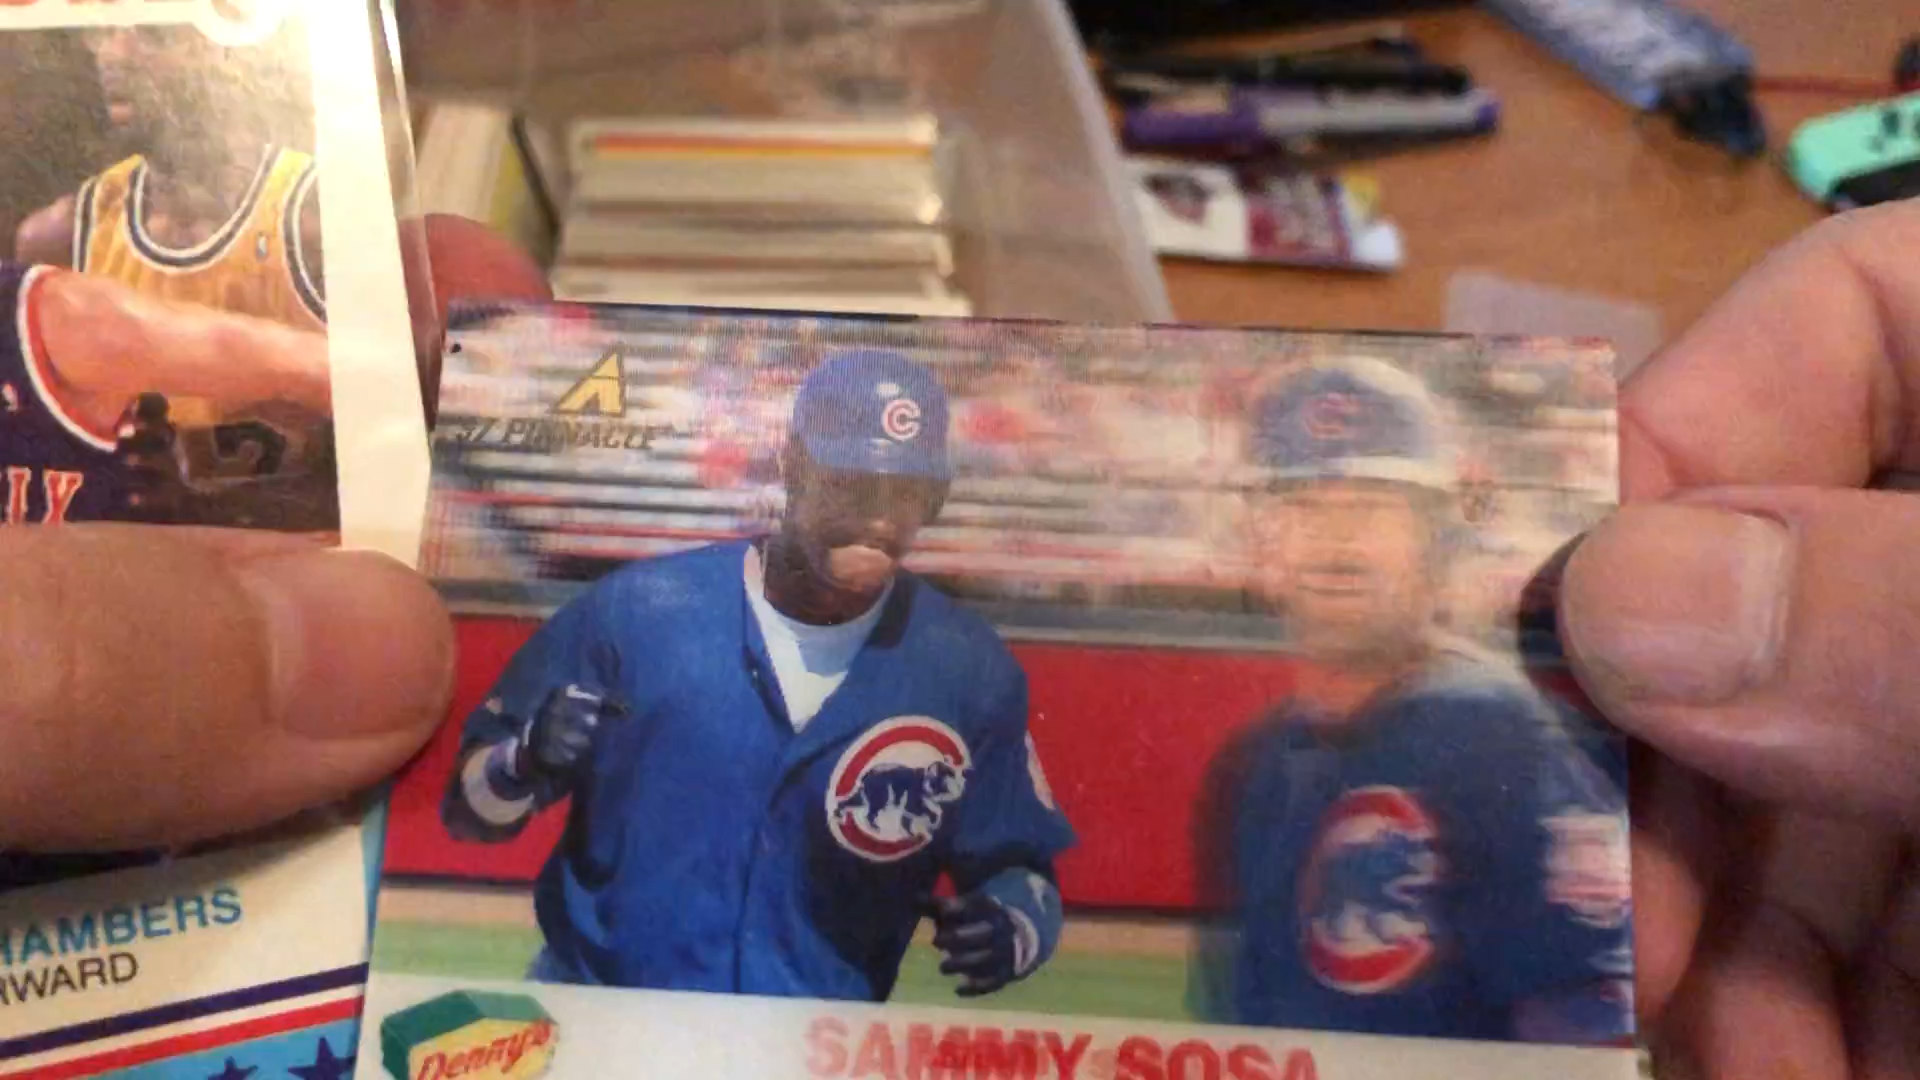 '97 PINNACLE
HAMBERS
RWARD
Denny's
SAMMY SOSA